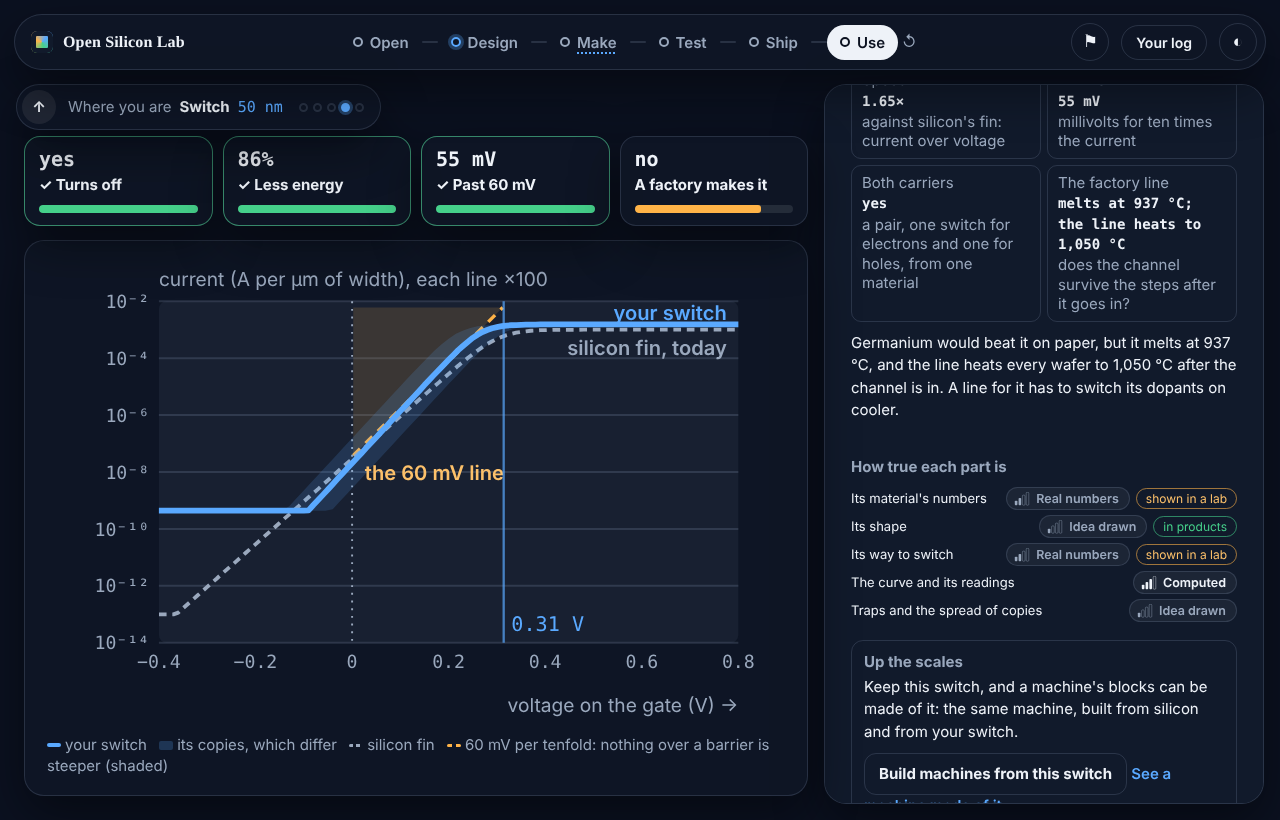 Open Silicon Lab
Open
Design
Make
Test
Ship
Use
Your log
Where you are Switch 50 nm
yes
✓ Turns off
86%
✓ Less energy
55 mV
✓ Past 60 mV
no
A factory makes it
current (A per µm of width), each line ×100
10⁻²
10⁻⁴
10⁻⁶
10⁻⁸
10⁻¹⁰
10⁻¹²
10⁻¹⁴
your switch
silicon fin, today
the 60 mV line
0.31 V
−0.4
−0.2
0
0.2
0.4
0.6
0.8
voltage on the gate (V) →
your switch its copies, which differ silicon fin 60 mV per tenfold: nothing over a barrier is
steeper (shaded)
1.65×
against silicon's fin:
current over voltage
55 mV
millivolts for ten times
the current
Both carriers
yes
a pair, one switch for
electrons and one for
holes, from one
material
The factory line
melts at 937 °C;
the line heats to
1,050 °C
does the channel
survive the steps after
it goes in?
Germanium would beat it on paper, but it melts at 937
°C, and the line heats every wafer to 1,050 °C after the
channel is in. A line for it has to switch its dopants on
cooler.
How true each part is
Its material's numbers Real numbers shown in a lab
Its shape Idea drawn in products
Its way to switch Real numbers shown in a lab
The curve and its readings Computed
Traps and the spread of copies Idea drawn
Up the scales
Keep this switch, and a machine's blocks can be
made of it: the same machine, built from silicon
and from your switch.
Build machines from this switch See a